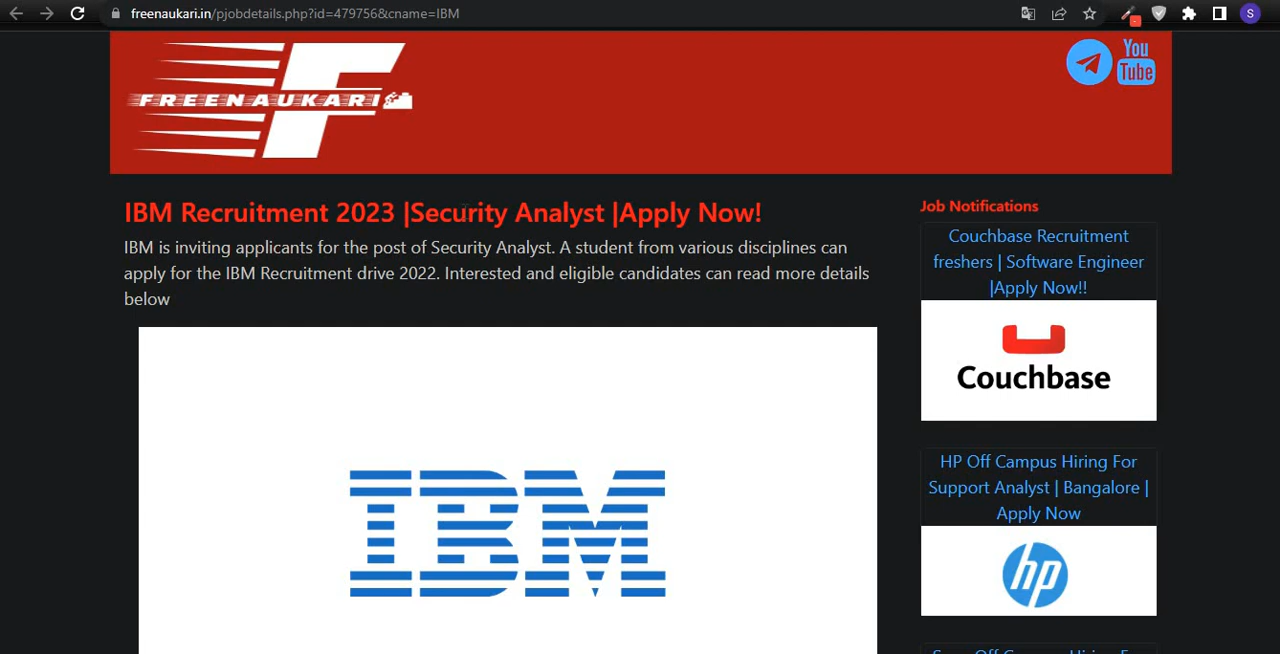 freenaukari.in/pjobdetails.php?id=479756&cname=IBM
S
FREENAUKARI
You
Tube
IBM Recruitment 2023 |Security Analyst |Apply Now!
IBM is inviting applicants for the post of Security Analyst. A student from various disciplines can
apply for the IBM Recruitment drive 2022. Interested and eligible candidates can read more details
below
IBM
Job Notifications
Couchbase Recruitment
freshers | Software Engineer
|Apply Now!!
Couchbase
HP Off Campus Hiring For
Support Analyst | Bangalore |
Apply Now
hp